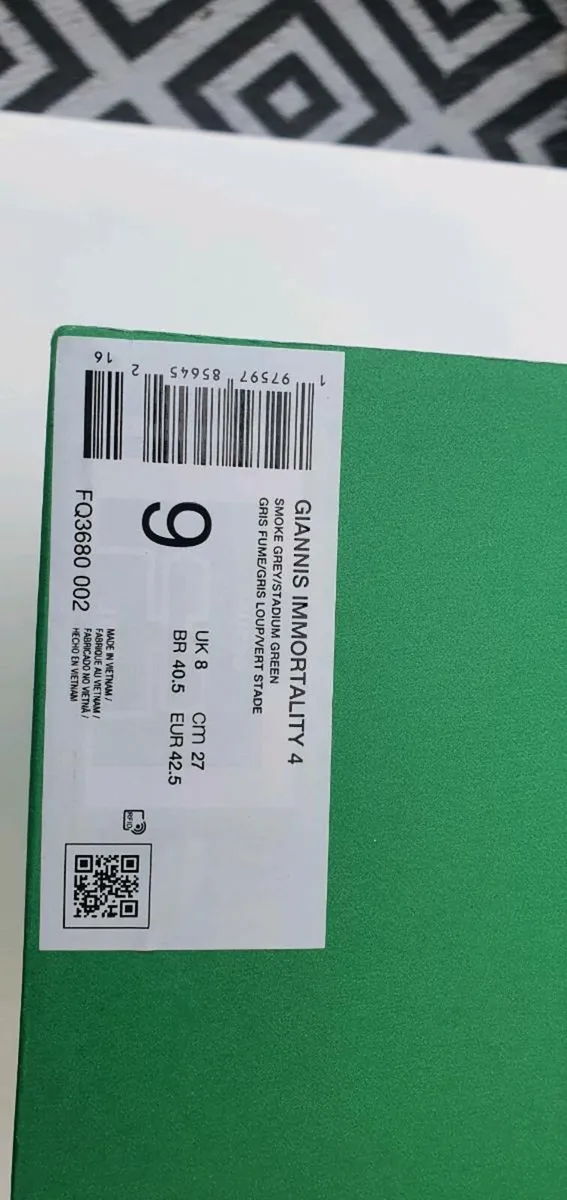 GIANNIS IMMORTALITY 4
SMOKE GREY/STADIUM GREEN
GRIS FUME/GRIS LOUP/VERT STADE
1 97597 85645 2 16
9
UK 8 cm 27
BR 40.5 EUR 42.5
FQ3680 002
MADE IN VIETNAM /
FABRIQUE AU VIETNAM /
FABRICADO NO VIETNÃ /
HECHO EN VIETNAM
RFID